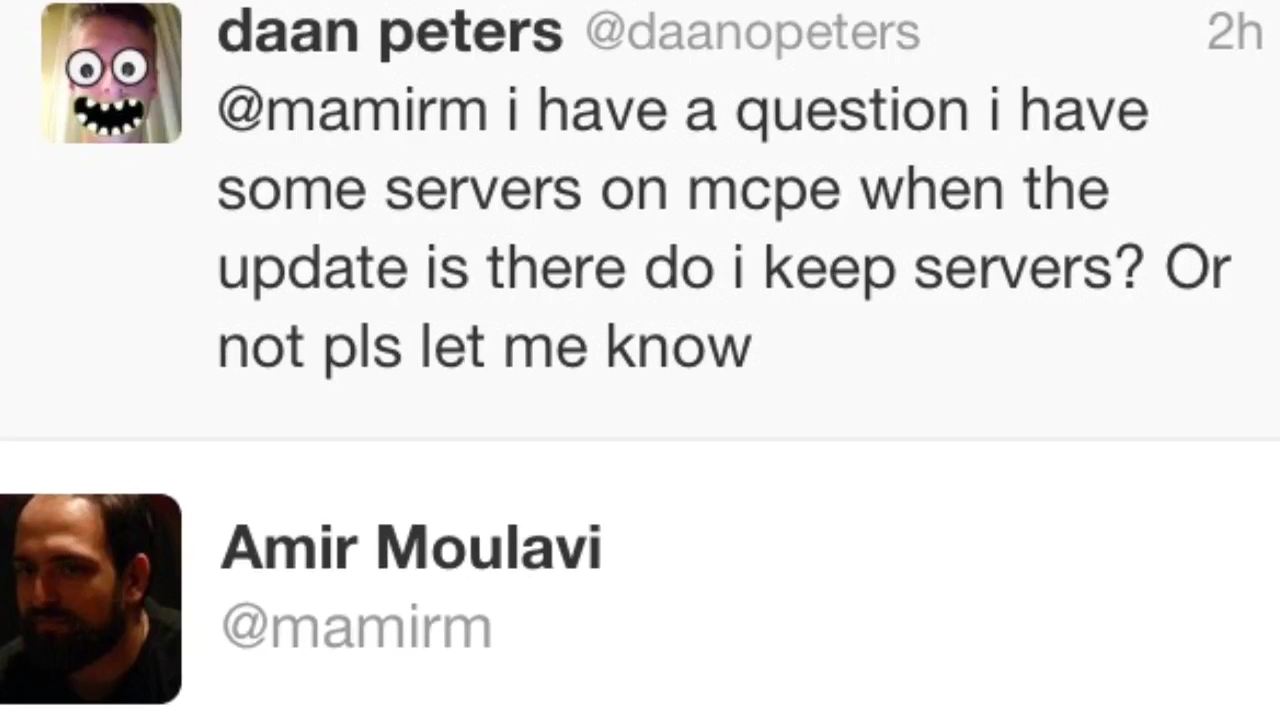 daan peters @daanopeters 2h
@mamirm i have a question i have
some servers on mcpe when the
update is there do i keep servers? Or
not pls let me know
Amir Moulavi
@mamirm